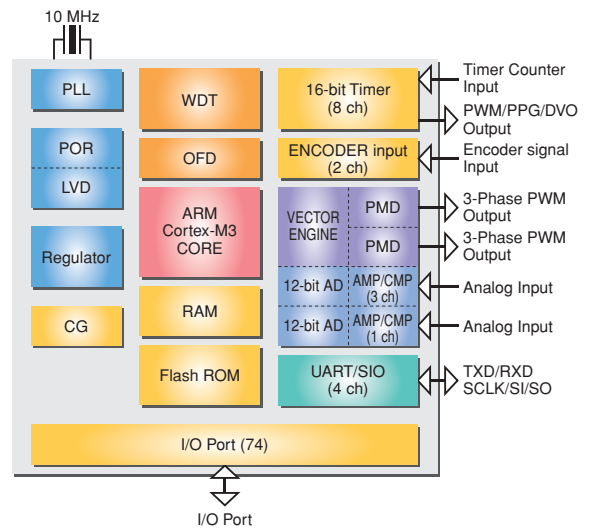 10 MHz
PLL
POR
LVD
Regulator
CG
WDT
OFD
ARM
Cortex-M3
CORE
RAM
Flash ROM
16-bit Timer
(8 ch)
ENCODER input
(2 ch)
VECTOR
ENGINE
PMD
PMD
12-bit AD
AMP/CMP
(3 ch)
12-bit AD
AMP/CMP
(1 ch)
UART/SIO
(4 ch)
I/O Port (74)
I/O Port
Timer Counter
Input
PWM/PPG/DVO
Output
Encoder signal
Input
3-Phase PWM
Output
3-Phase PWM
Output
Analog Input
Analog Input
TXD/RXD
SCLK/SI/SO